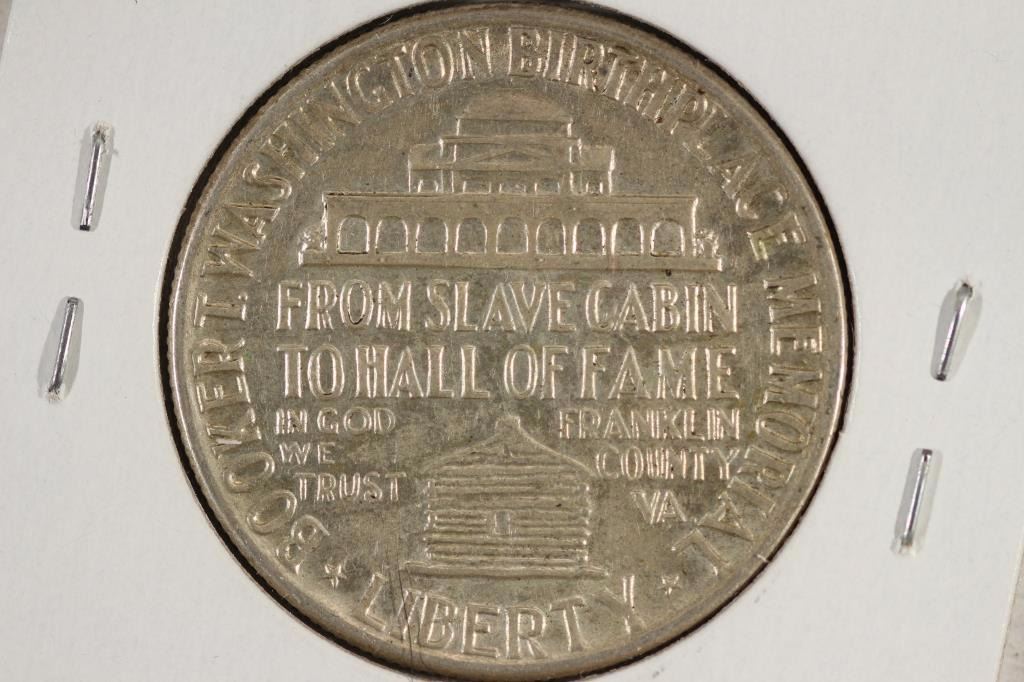 BOOKER T. WASHINGTON BIRTHPLACE MEMORIAL
FROM SLAVE CABIN
TO HALL OF FAME
IN GOD
WE
TRUST
FRANKLIN
COUNTY
VA
LIBERTY